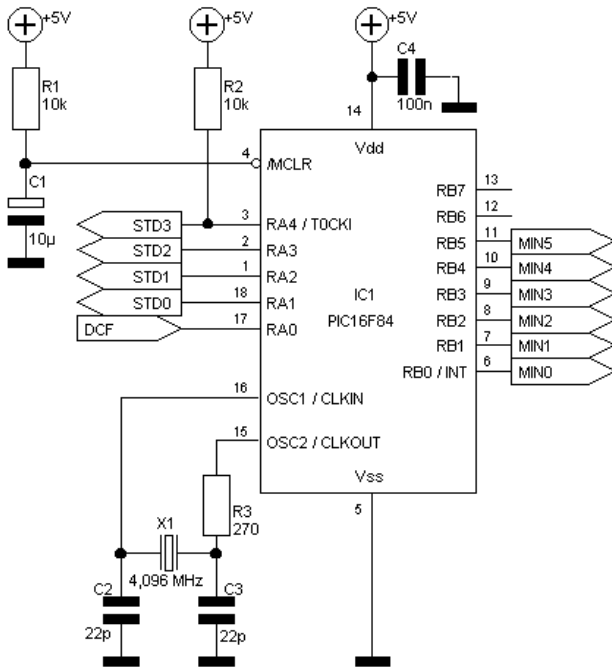 +5V
+5V
+5V
R1
10k
R2
10k
C4
100n
14
Vdd
4
/MCLR
C1
10µ
STD3
3
RA4 / T0CKI
STD2
2
RA3
STD1
1
RA2
STD0
18
RA1
DCF
17
RA0
RB7
13
RB6
12
RB5
11
MIN5
RB4
10
MIN4
RB3
9
MIN3
RB2
8
MIN2
RB1
7
MIN1
RB0 / INT
6
MIN0
IC1
PIC16F84
16
OSC1 / CLKIN
15
OSC2 / CLKOUT
Vss
5
R3
270
X1
4,096 MHz
C2
22p
C3
22p